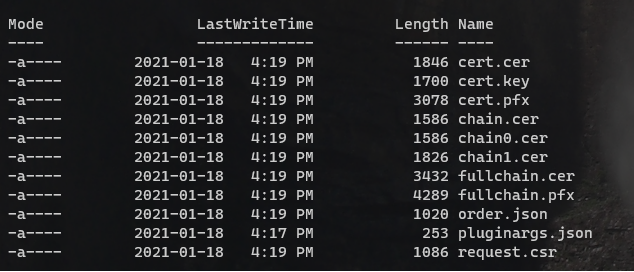 Mode LastWriteTime Length Name
---- ------------- ------ ----
-a---- 2021-01-18 4:19 PM 1846 cert.cer
-a---- 2021-01-18 4:19 PM 1700 cert.key
-a---- 2021-01-18 4:19 PM 3078 cert.pfx
-a---- 2021-01-18 4:19 PM 1586 chain.cer
-a---- 2021-01-18 4:19 PM 1586 chain0.cer
-a---- 2021-01-18 4:19 PM 1826 chain1.cer
-a---- 2021-01-18 4:19 PM 3432 fullchain.cer
-a---- 2021-01-18 4:19 PM 4289 fullchain.pfx
-a---- 2021-01-18 4:19 PM 1020 order.json
-a---- 2021-01-18 4:17 PM 253 pluginargs.json
-a---- 2021-01-18 4:19 PM 1086 request.csr